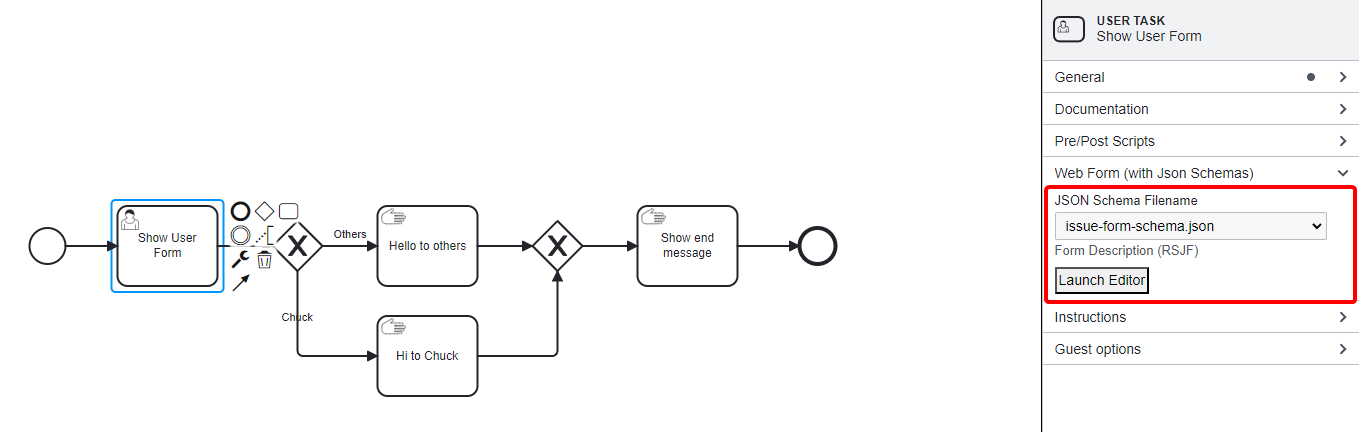 USER TASK
Show User Form
General
Documentation
Pre/Post Scripts
Web Form (with Json Schemas)
JSON Schema Filename
issue-form-schema.json
Form Description (RSJF)
Launch Editor
Instructions
Guest options
Show User
Form
Others
Chuck
Hello to others
Hi to Chuck
Show end
message